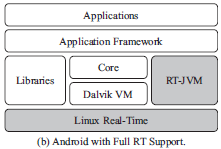 Applications
Application Framework
Libraries
Core
Dalvik VM
RT-JVM
Linux Real-Time
(b) Android with Full RT Support.